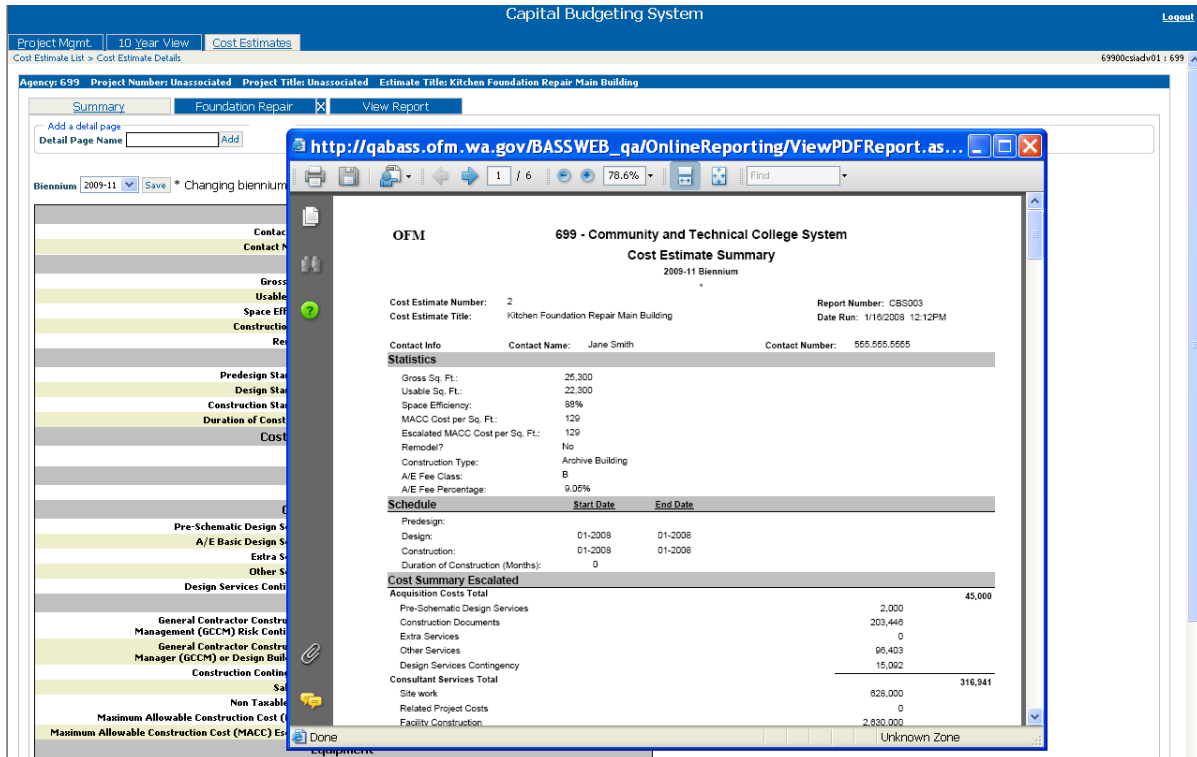 Capital Budgeting System
Logout
Project Mgmt. 10 Year View Cost Estimates
Cost Estimate List > Cost Estimate Details 69900csiadv01 : 699
Agency: 699 Project Number: Unassociated Project Title: Unassociated Estimate Title: Kitchen Foundation Repair Main Building
Summary Foundation Repair X View Report
Add a detail page
Detail Page Name Add
Biennium 2009-11 Save * Changing biennium
Contac
Contact N
Gross
Usable
Space Eff
Constructio
Re
Predesign Sta
Design Sta
Construction Sta
Duration of Const
Cost
Pre-Schematic Design S
A/E Basic Design S
Extra S
Other S
Design Services Conti
General Contractor Constru
Management (GCCM) Risk Conti
General Contractor Constru
Manager (GCCM) or Design Buil
Construction Contin
Sal
Non Taxable
Maximum Allowable Construction Cost (
Maximum Allowable Construction Cost (MACC) Es
Equipment
http://qabass.ofm.wa.gov/BASSWEB_qa/OnlineReporting/ViewPDFReport.as...
1 / 6 78.6% Find
OFM 699 - Community and Technical College System
Cost Estimate Summary
2009-11 Biennium
*
Cost Estimate Number: 2 Report Number: CBS003
Cost Estimate Title: Kitchen Foundation Repair Main Building Date Run: 1/16/2008 12:12PM
Contact Info Contact Name: Jane Smith Contact Number: 555.555.5555
Statistics
Gross Sq. Ft.: 25,300
Usable Sq. Ft.: 22,300
Space Efficiency: 88%
MACC Cost per Sq. Ft.: 129
Escalated MACC Cost per Sq. Ft.: 129
Remodel? No
Construction Type: Archive Building
A/E Fee Class: B
A/E Fee Percentage: 9.05%
Schedule Start Date End Date
Predesign:
Design: 01-2008 01-2008
Construction: 01-2008 01-2008
Duration of Construction (Months): 0
Cost Summary Escalated
Acquisition Costs Total 45,000
Pre-Schematic Design Services 2,000
Construction Documents 203,446
Extra Services 0
Other Services 96,403
Design Services Contingency 15,092
Consultant Services Total 316,941
Site work 628,000
Related Project Costs 0
Facility Construction 2,630,000
Done Unknown Zone